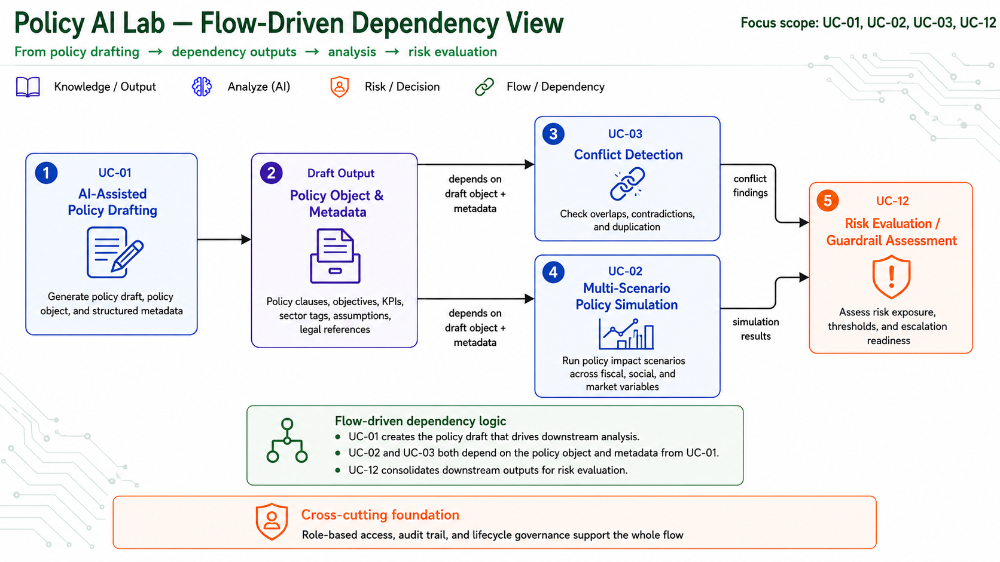 Policy AI Lab — Flow-Driven Dependency View
Focus scope: UC-01, UC-02, UC-03, UC-12
From policy drafting → dependency outputs → analysis → risk evaluation
Knowledge / Output
Analyze (AI)
Risk / Decision
Flow / Dependency
1
UC-01
AI-Assisted
Policy Drafting
Generate policy draft, policy
object, and structured metadata
2
Draft Output
Policy Object &
Metadata
Policy clauses, objectives, KPIs,
sector tags, assumptions,
legal references
depends on
draft object +
metadata
depends on
draft object +
metadata
3
UC-03
Conflict Detection
Check overlaps, contradictions,
and duplication
4
UC-02
Multi-Scenario
Policy Simulation
Run policy impact scenarios
across fiscal, social, and
market variables
conflict
findings
simulation
results
5
UC-12
Risk Evaluation /
Guardrail Assessment
Assess risk exposure,
thresholds, and escalation
readiness
Flow-driven dependency logic
• UC-01 creates the policy draft that drives downstream analysis.
• UC-02 and UC-03 both depend on the policy object and metadata from UC-01.
• UC-12 consolidates downstream outputs for risk evaluation.
Cross-cutting foundation
Role-based access, audit trail, and lifecycle governance support the whole flow